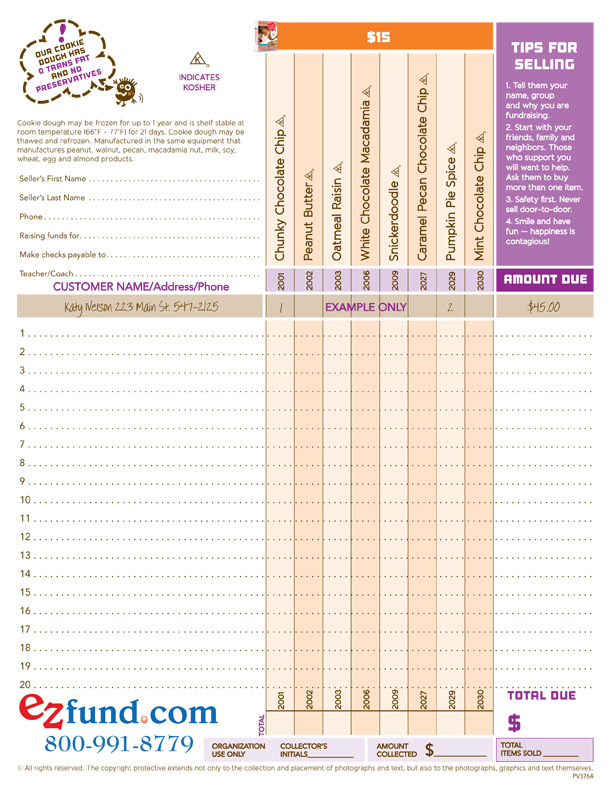 !
OUR COOKIE
DOUGH HAS
0 TRANS FAT
AND NO
PRESERVATIVES
INDICATES
KOSHER
$15
TIPS FOR
SELLING
1. Tell them your
name, group
and why you are
fundraising.
2. Start with your
friends, family and
neighbors. Those
who support you
will want to help.
Ask them to buy
more than one item.
3. Safety first. Never
sell door-to-door.
4. Smile and have
fun — happiness is
contagious!
Cookie dough may be frozen for up to 1 year and is shelf stable at
room temperature (66°F - 77°F) for 21 days. Cookie dough may be
thawed and refrozen. Manufactured in the same equipment that
manufactures peanut, walnut, pecan, macadamia nut, milk, soy,
wheat, egg and almond products.
Seller's First Name
Seller's Last Name
Phone
Raising funds for
Make checks payable to
Teacher/Coach
Chunky Chocolate Chip
Peanut Butter
Oatmeal Raisin
White Chocolate Macadamia
Snickerdoodle
Caramel Pecan Chocolate Chip
Pumpkin Pie Spice
Mint Chocolate Chip
CUSTOMER NAME/Address/Phone
2001 2002 2003 2006 2009 2027 2029 2030
AMOUNT DUE
Katy Nelson 223 Main St. 547-2125 1 EXAMPLE ONLY 2 $45.00
1
2
3
4
5
6
7
8
9
10
11
12
13
14
15
16
17
18
19
20
ezfund.com
800-991-8779
TOTAL
2001 2002 2003 2006 2009 2027 2029 2030
TOTAL DUE
$
ORGANIZATION
USE ONLY
COLLECTOR'S
INITIALS
AMOUNT
COLLECTED $
TOTAL
ITEMS SOLD
© All rights reserved. The copyright protective extends not only to the collection and placement of photographs and text, but also to the photographs, graphics and text themselves.
PV3764